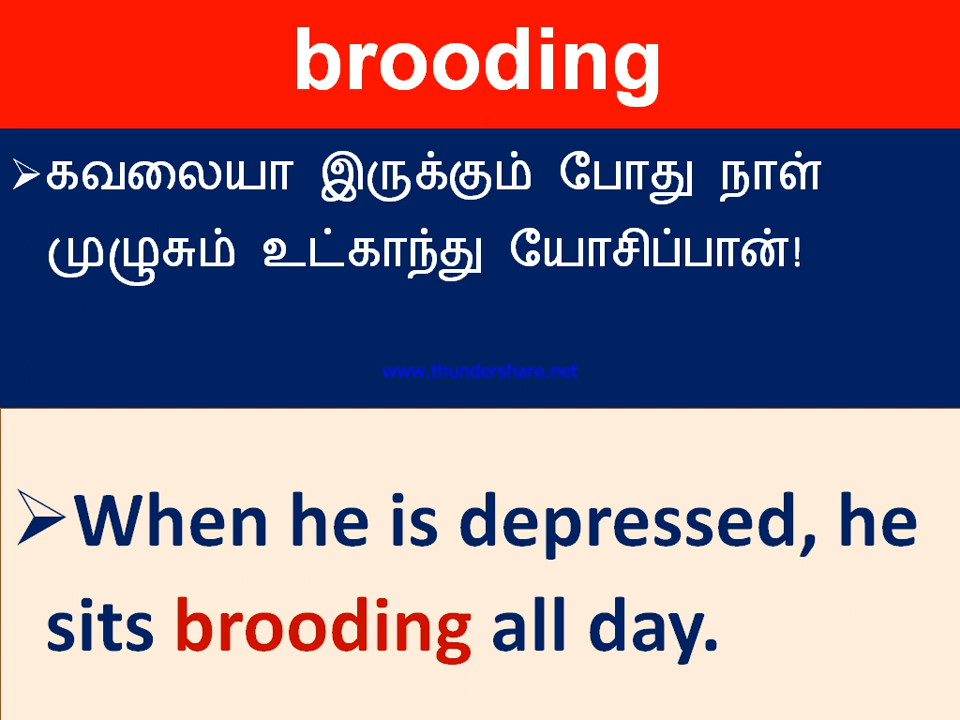 brooding
➢கவலையா இருக்கும் போது நாள்
முழுசும் உட்காந்து யோசிப்பான்!
www.thundershare.net
➢When he is depressed, he
sits brooding all day.